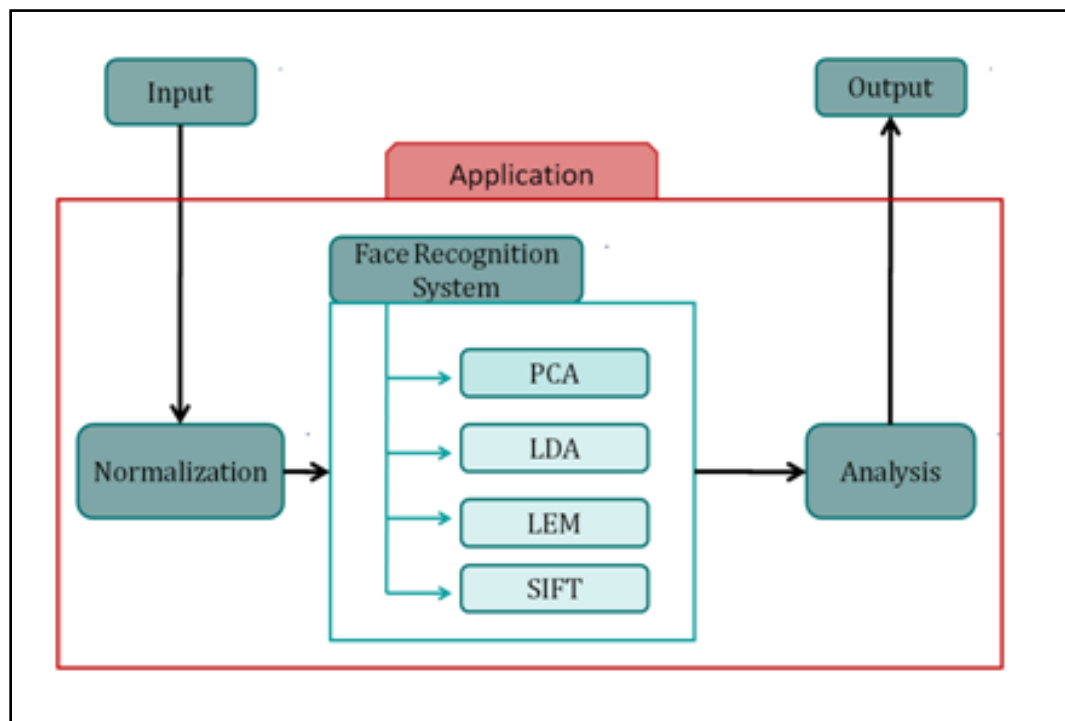 Input
Output
Application
Face Recognition
System
PCA
LDA
Normalization
Analysis
LEM
SIFT